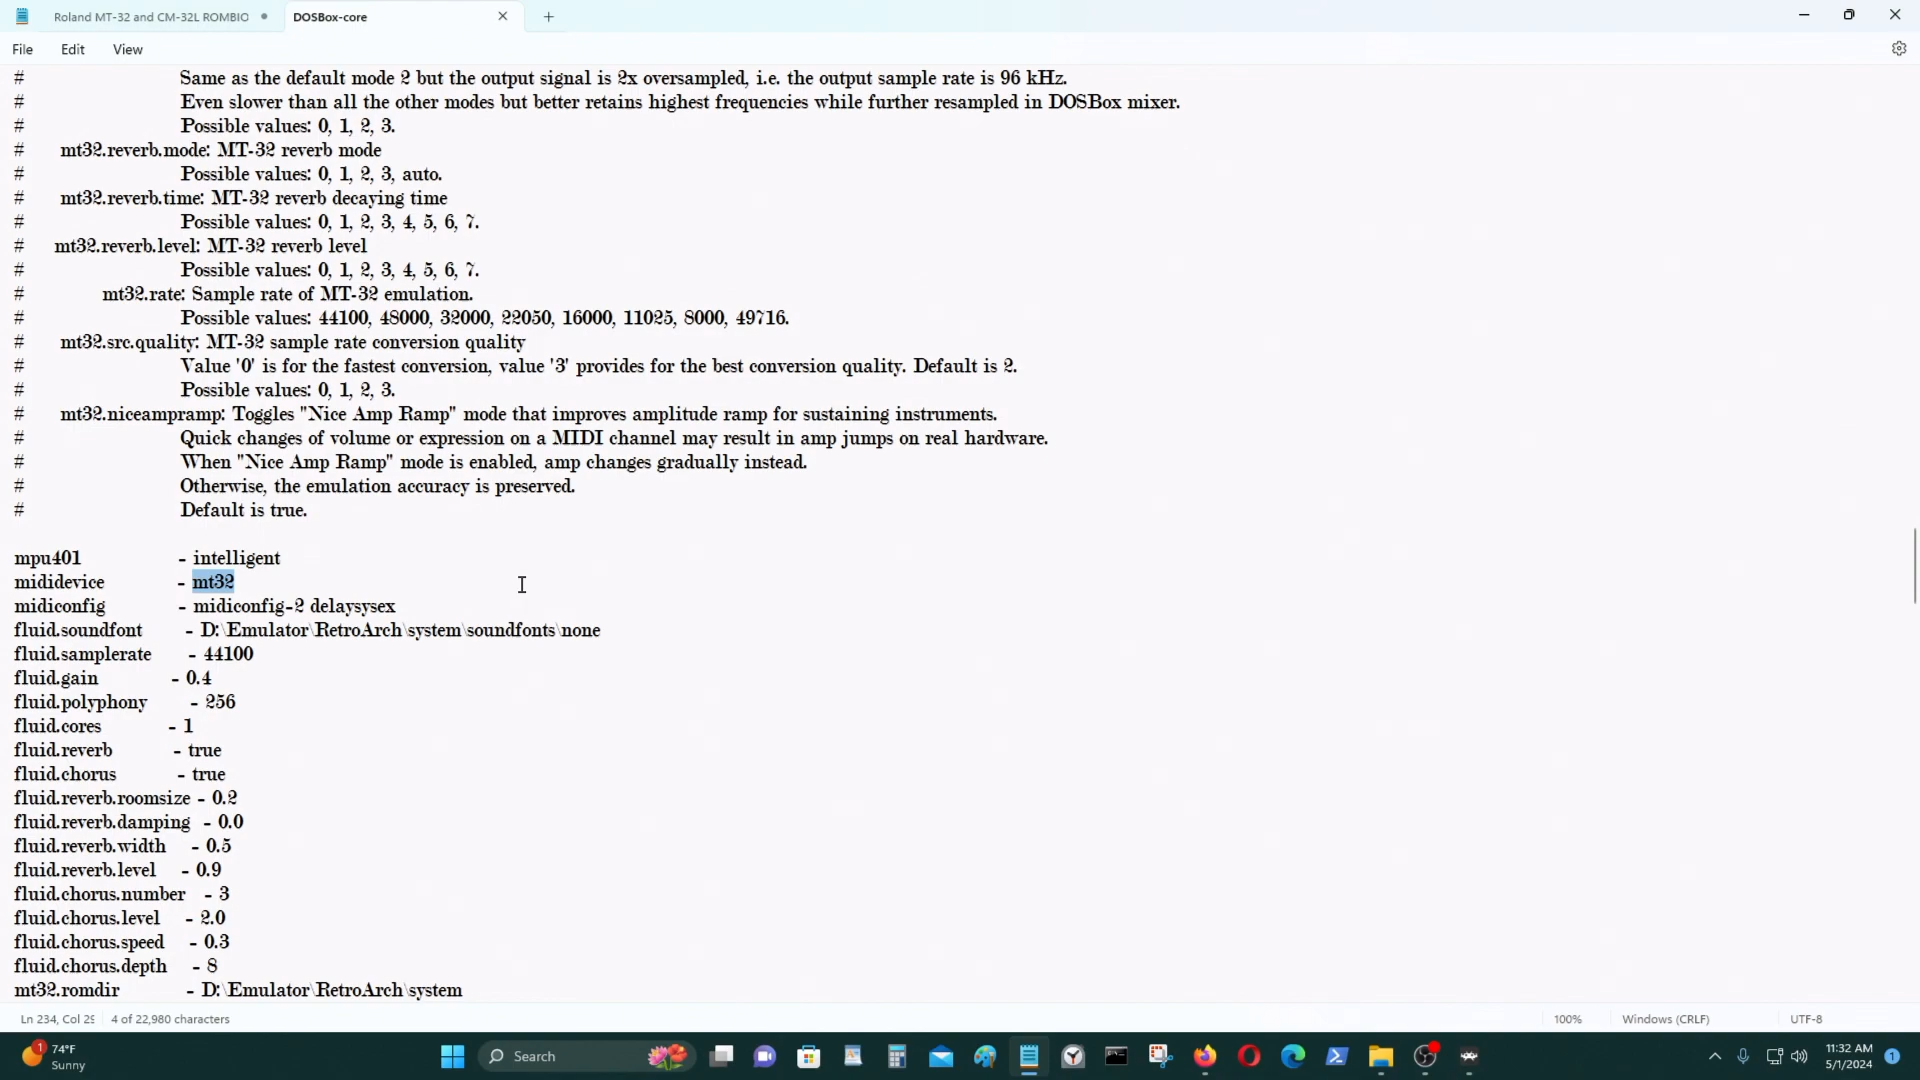 Roland MT-32 and CM-32L ROMBIO
DOSBox-core
File
Edit
View
# Same as the default mode 2 but the output signal is 2x oversampled, i.e. the output sample rate is 96 kHz.
# Even slower than all the other modes but better retains highest frequencies while further resampled in DOSBox mixer.
# Possible values: 0, 1, 2, 3.
# mt32.reverb.mode: MT-32 reverb mode
# Possible values: 0, 1, 2, 3, auto.
# mt32.reverb.time: MT-32 reverb decaying time
# Possible values: 0, 1, 2, 3, 4, 5, 6, 7.
# mt32.reverb.level: MT-32 reverb level
# Possible values: 0, 1, 2, 3, 4, 5, 6, 7.
# mt32.rate: Sample rate of MT-32 emulation.
# Possible values: 44100, 48000, 32000, 22050, 16000, 11025, 8000, 49716.
# mt32.src.quality: MT-32 sample rate conversion quality
# Value '0' is for the fastest conversion, value '3' provides for the best conversion quality. Default is 2.
# Possible values: 0, 1, 2, 3.
# mt32.niceampramp: Toggles "Nice Amp Ramp" mode that improves amplitude ramp for sustaining instruments.
# Quick changes of volume or expression on a MIDI channel may result in amp jumps on real hardware.
# When "Nice Amp Ramp" mode is enabled, amp changes gradually instead.
# Otherwise, the emulation accuracy is preserved.
# Default is true.
mpu401 = intelligent
mididevice = mt32
midiconfig = midiconfig=2 delaysysex
fluid.soundfont = D:\Emulator\RetroArch\system\soundfonts\none
fluid.samplerate = 44100
fluid.gain = 0.4
fluid.polyphony = 256
fluid.cores = 1
fluid.reverb = true
fluid.chorus = true
fluid.reverb.roomsize = 0.2
fluid.reverb.damping = 0.0
fluid.reverb.width = 0.5
fluid.reverb.level = 0.9
fluid.chorus.number = 3
fluid.chorus.level = 2.0
fluid.chorus.speed = 0.3
fluid.chorus.depth = 8
mt32.romdir = D:\Emulator\RetroArch\system
Ln 234, Col 29
4 of 22,980 characters
100%
Windows (CRLF)
UTF-8
1
74°F
Sunny
Search
11:32 AM
5/1/2024
1